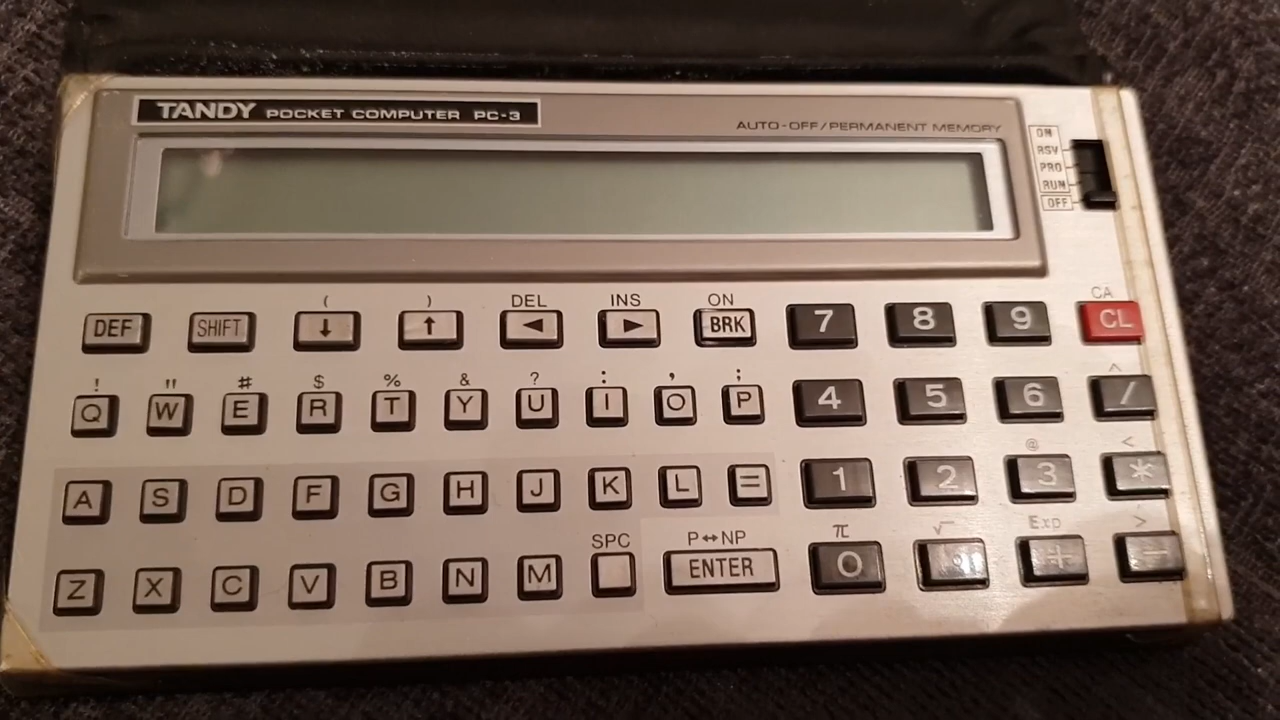 TANDY POCKET COMPUTER PC-3
AUTO-OFF/PERMANENT MEMORY
ON
RSV
PRO
RUN
OFF
( ) DEL INS ON CA
DEF SHIFT ↓ ↑ ◄ ► BRK 7 8 9 CL
! " # $ % & ? : , ; ^
Q W E R T Y U I O P 4 5 6 /
@ <
A S D F G H J K L = 1 2 3 *
SPC P↔NP π √ Exp >
Z X C V B N M ENTER 0 . + −